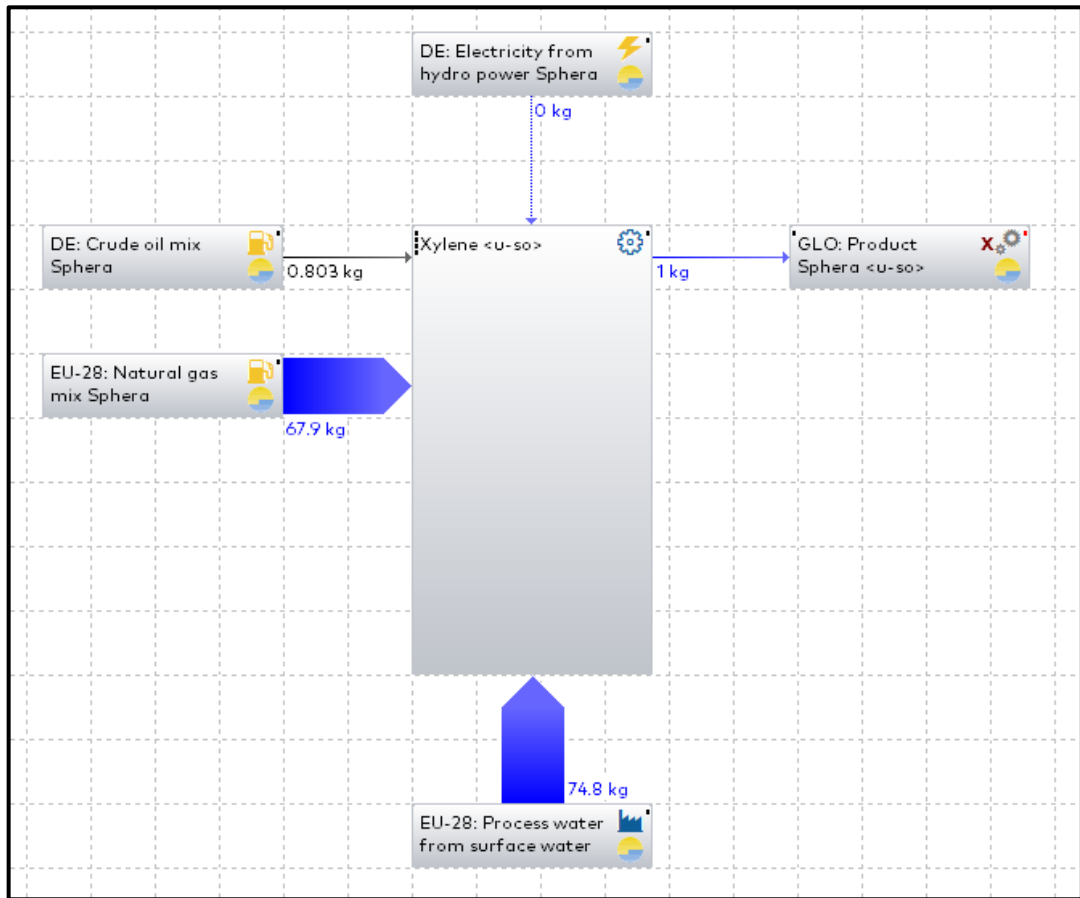 DE: Electricity from
hydro power Sphera
0 kg
DE: Crude oil mix
Sphera
0.803 kg
Xylene <u-so>
1 kg
GLO: Product
Sphera <u-so>
X
EU-28: Natural gas
mix Sphera
67.9 kg
74.8 kg
EU-28: Process water
from surface water